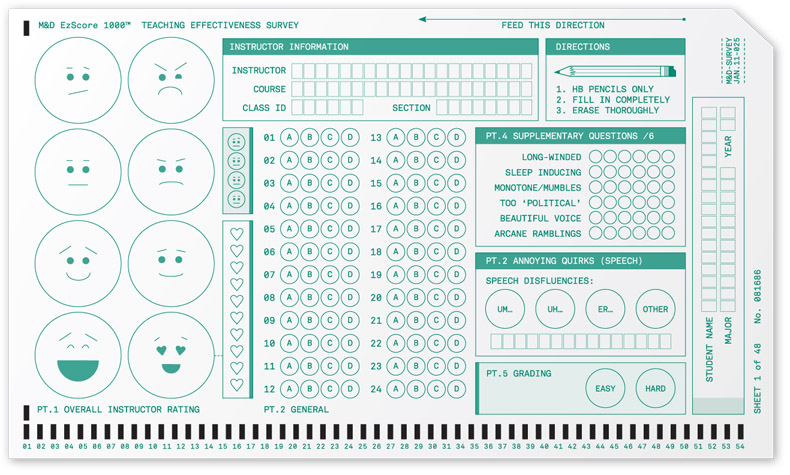 M&D EzScore 1000™ TEACHING EFFECTIVENESS SURVEY
FEED THIS DIRECTION
INSTRUCTOR INFORMATION
INSTRUCTOR
COURSE
CLASS ID SECTION
DIRECTIONS
1. HB PENCILS ONLY
2. FILL IN COMPLETELY
3. ERASE THOROUGHLY
M&D-SURVEY
JAN.11-025
01 A B C D 13 A B C D
02 A B C D 14 A B C D
03 A B C D 15 A B C D
04 A B C D 16 A B C D
05 A B C D 17 A B C D
06 A B C D 18 A B C D
07 A B C D 19 A B C D
08 A B C D 20 A B C D
09 A B C D 21 A B C D
10 A B C D 22 A B C D
11 A B C D 23 A B C D
12 A B C D 24 A B C D
PT.1 OVERALL INSTRUCTOR RATING
PT.2 GENERAL
PT.4 SUPPLEMENTARY QUESTIONS /6
LONG-WINDED
SLEEP INDUCING
MONOTONE/MUMBLES
TOO ‘POLITICAL’
BEAUTIFUL VOICE
ARCANE RAMBLINGS
PT.2 ANNOYING QUIRKS (SPEECH)
SPEECH DISFLUENCIES:
UM… UH… ER… OTHER
PT.5 GRADING
EASY HARD
STUDENT NAME
MAJOR YEAR
SHEET 1 of 48 No. 081686
01 02 03 04 05 06 07 08 09 10 11 12 13 14 15 16 17 18 19 20 21 22 23 24 25 26 27 28 29 30 31 32 33 34 35 36 37 38 39 40 41 42 43 44 45 46 47 48 49 50 51 52 53 54